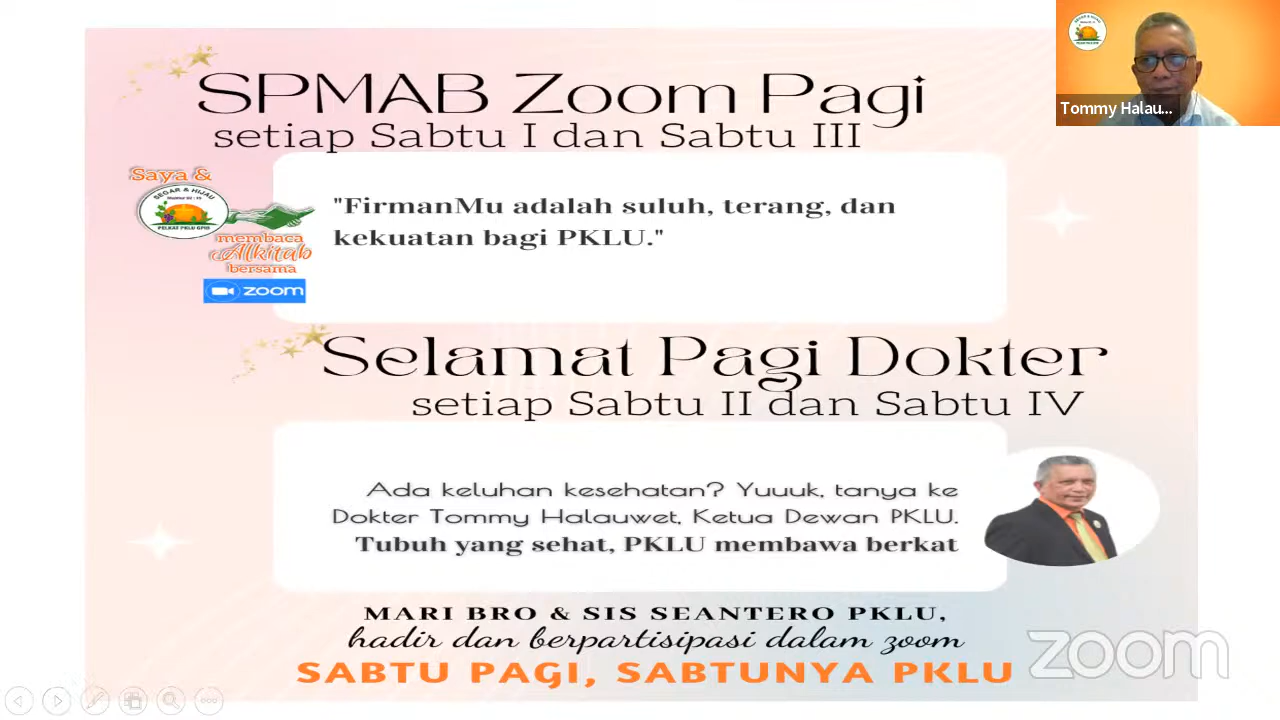 SPMAB Zoom Pagi
setiap Sabtu I dan Sabtu III
Tommy Halau...
Saya &
SEGAR & HIJAU
PELKAT PKLU GPIB
membaca
Alkitab
bersama
zoom
"FirmanMu adalah suluh, terang, dan
kekuatan bagi PKLU."
Selamat Pagi Dokter
setiap Sabtu II dan Sabtu IV
Ada keluhan kesehatan? Yuuuk, tanya ke
Dokter Tommy Halauwet, Ketua Dewan PKLU.
Tubuh yang sehat, PKLU membawa berkat
MARI BRO & SIS SEANTERO PKLU,
hadir dan berpartisipasi dalam zoom
SABTU PAGI, SABTUNYA PKLU
zoom